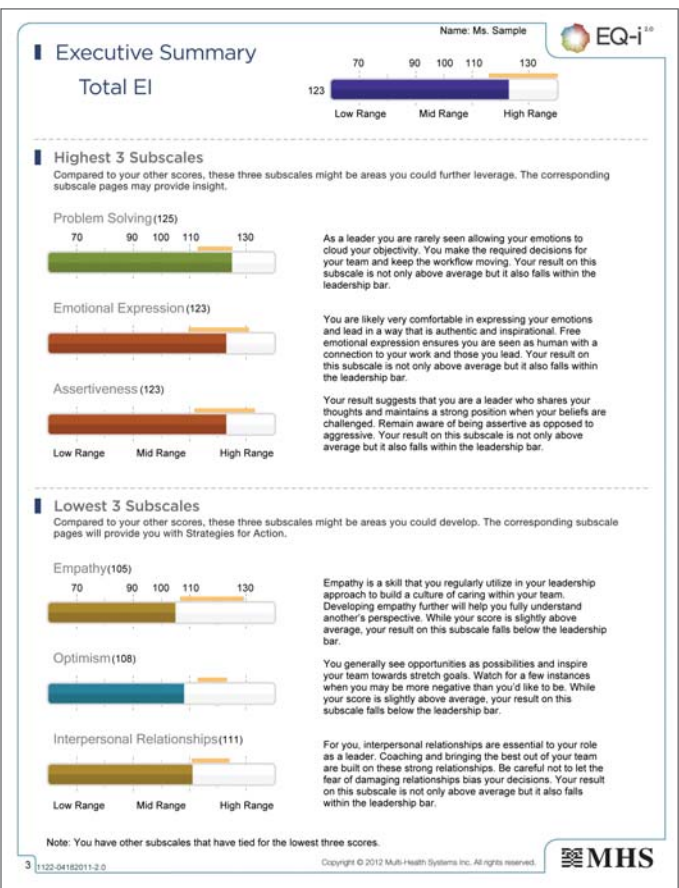 Name: Ms. Sample
EQ-i 2.0
Executive Summary
Total EI
70 90 100 110 130
123
Low Range Mid Range High Range
Highest 3 Subscales
Compared to your other scores, these three subscales might be areas you could further leverage. The corresponding
subscale pages may provide insight.
Problem Solving(125)
70 90 100 110 130
As a leader you are rarely seen allowing your emotions to
cloud your objectivity. You make the required decisions for
your team and keep the workflow moving. Your result on this
subscale is not only above average but it also falls within the
leadership bar.
Emotional Expression(123)
You are likely very comfortable in expressing your emotions
and lead in a way that is authentic and inspirational. Free
emotional expression ensures you are seen as human with a
connection to your work and those you lead. Your result on
this subscale is not only above average but it also falls within
the leadership bar.
Assertiveness (123)
Your result suggests that you are a leader who shares your
thoughts and maintains a strong position when your beliefs are
challenged. Remain aware of being assertive as opposed to
aggressive. Your result on this subscale is not only above
average but it also falls within the leadership bar.
Low Range Mid Range High Range
Lowest 3 Subscales
Compared to your other scores, these three subscales might be areas you could develop. The corresponding subscale
pages will provide you with Strategies for Action.
Empathy(105)
70 90 100 110 130
Empathy is a skill that you regularly utilize in your leadership
approach to build a culture of caring within your team.
Developing empathy further will help you fully understand
another's perspective. While your score is slightly above
average, your result on this subscale falls below the leadership
bar.
Optimism(108)
You generally see opportunities as possibilities and inspire
your team towards stretch goals. Watch for a few instances
when you may be more negative than you'd like to be. While
your score is slightly above average, your result on this
subscale falls below the leadership bar.
Interpersonal Relationships(111)
For you, interpersonal relationships are essential to your role
as a leader. Coaching and bringing the best out of your team
are built on these strong relationships. Be careful not to let the
fear of damaging relationships bias your decisions. Your result
on this subscale is not only above average but it also falls
within the leadership bar.
Low Range Mid Range High Range
Note: You have other subscales that have tied for the lowest three scores.
3 1122-04182011-2.0
Copyright © 2012 Multi-Health Systems Inc. All rights reserved.
MHS